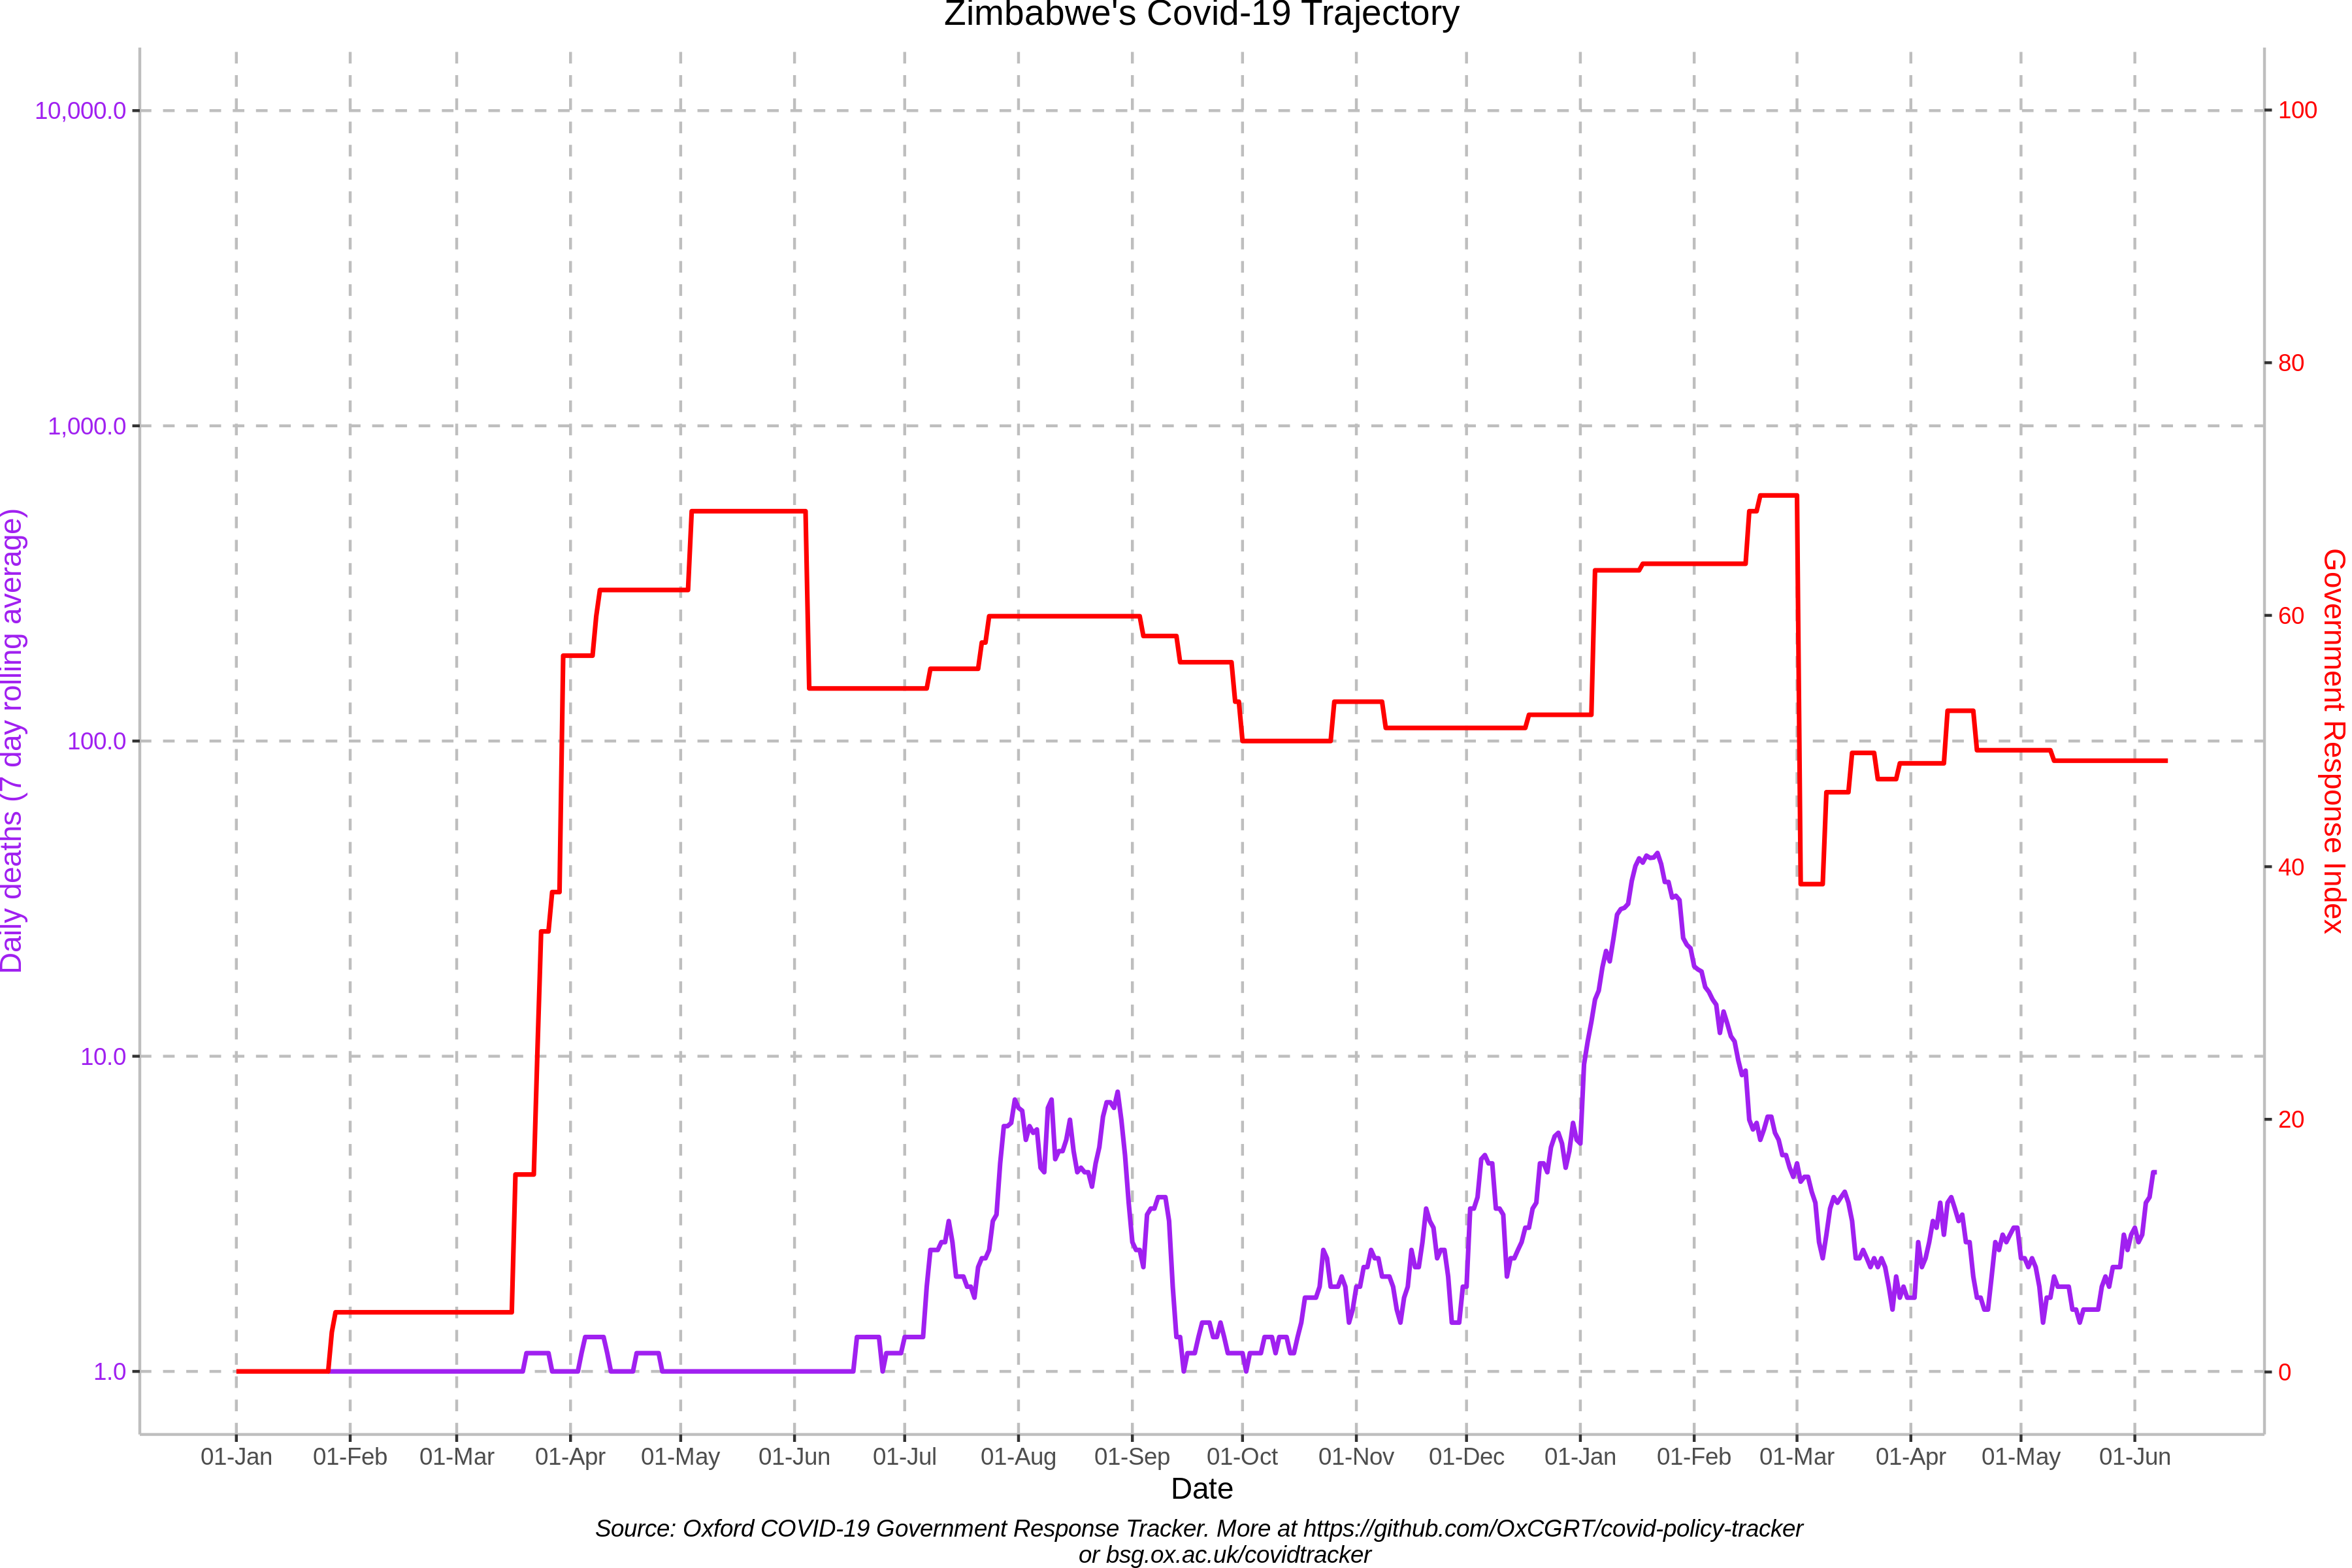 Zimbabwe's Covid-19 Trajectory
10,000.0
1,000.0
100.0
10.0
1.0
Daily deaths (7 day rolling average)
100
80
60
40
20
0
Government Response Index
01-Jan 01-Feb 01-Mar 01-Apr 01-May 01-Jun 01-Jul 01-Aug 01-Sep 01-Oct 01-Nov 01-Dec 01-Jan 01-Feb 01-Mar 01-Apr 01-May 01-Jun
Date
Source: Oxford COVID-19 Government Response Tracker. More at https://github.com/OxCGRT/covid-policy-tracker
or bsg.ox.ac.uk/covidtracker